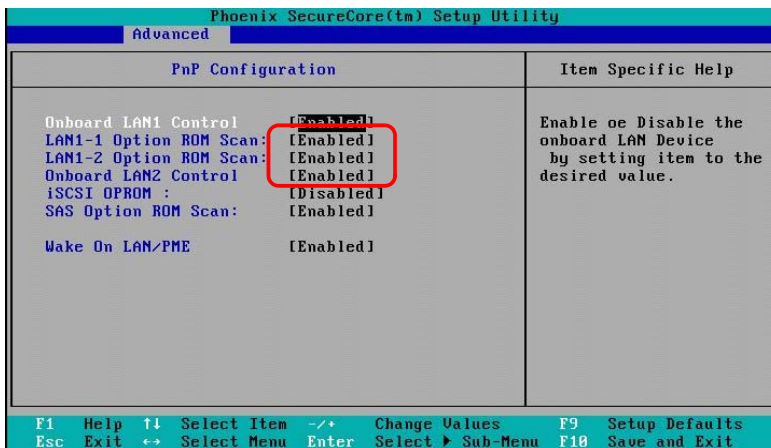 Phoenix SecureCore(tm) Setup Utility
Advanced
PnP Configuration
Item Specific Help
Onboard LAN1 Control [Enabled]
LAN1-1 Option ROM Scan: [Enabled]
LAN1-2 Option ROM Scan: [Enabled]
Onboard LAN2 Control [Enabled]
iSCSI OPROM : [Disabled]
SAS Option ROM Scan: [Enabled]
Wake On LAN/PME [Enabled]
Enable oe Disable the
onboard LAN Device
by setting item to the
desired value.
F1 Help ↑↓ Select Item -/+ Change Values F9 Setup Defaults
Esc Exit ↔ Select Menu Enter Select ▶ Sub-Menu F10 Save and Exit